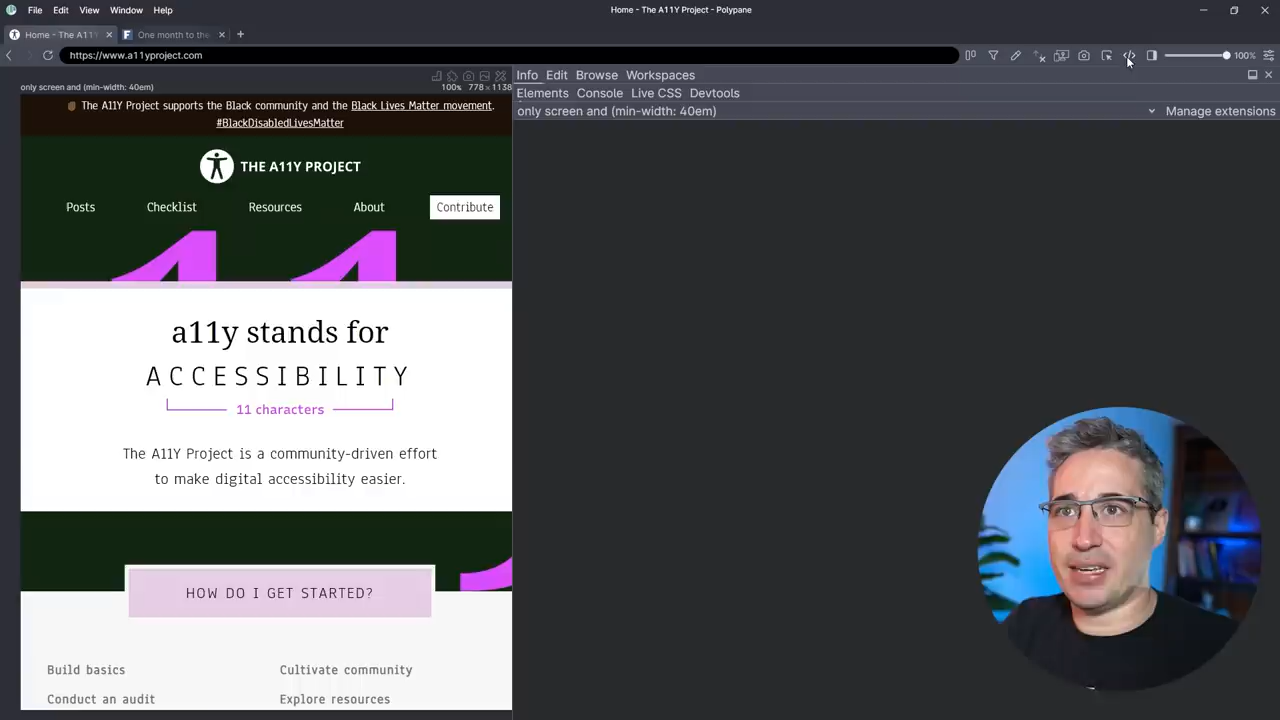 File Edit View Window Help
Home - The A11Y Project - Polypane
Home - The A11Y
One month to the
https://www.a11yproject.com
100%
only screen and (min-width: 40em)
100% 778 × 1138
The A11Y Project supports the Black community and the Black Lives Matter movement.
#BlackDisabledLivesMatter
THE A11Y PROJECT
Posts Checklist Resources About Contribute
a11y stands for
ACCESSIBILITY
11 characters
The A11Y Project is a community-driven effort
to make digital accessibility easier.
HOW DO I GET STARTED?
Build basics Cultivate community
Conduct an audit Explore resources
Info Edit Browse Workspaces
Elements Console Live CSS Devtools
only screen and (min-width: 40em) Manage extensions